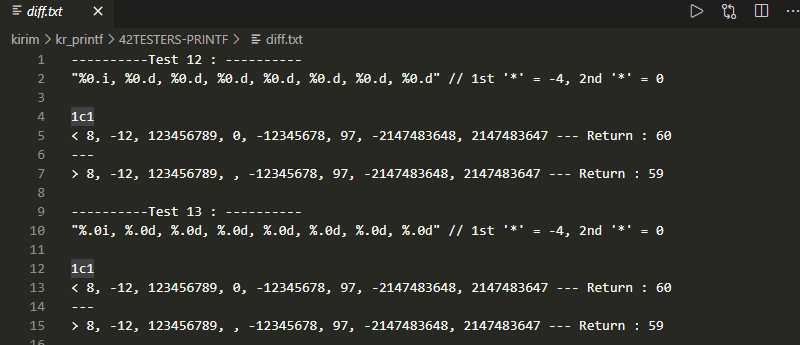 diff.txt
kirim > kr_printf > 42TESTERS-PRINTF > diff.txt
1 ----------Test 12 : ----------
2 "%0.i, %0.d, %0.d, %0.d, %0.d, %0.d, %0.d, %0.d" // 1st '*' = -4, 2nd '*' = 0
3
4 1c1
5 < 8, -12, 123456789, 0, -12345678, 97, -2147483648, 2147483647 --- Return : 60
6 ---
7 > 8, -12, 123456789, , -12345678, 97, -2147483648, 2147483647 --- Return : 59
8
9 ----------Test 13 : ----------
10 "%.0i, %.0d, %.0d, %.0d, %.0d, %.0d, %.0d, %.0d" // 1st '*' = -4, 2nd '*' = 0
11
12 1c1
13 < 8, -12, 123456789, 0, -12345678, 97, -2147483648, 2147483647 --- Return : 60
14 ---
15 > 8, -12, 123456789, , -12345678, 97, -2147483648, 2147483647 --- Return : 59
16